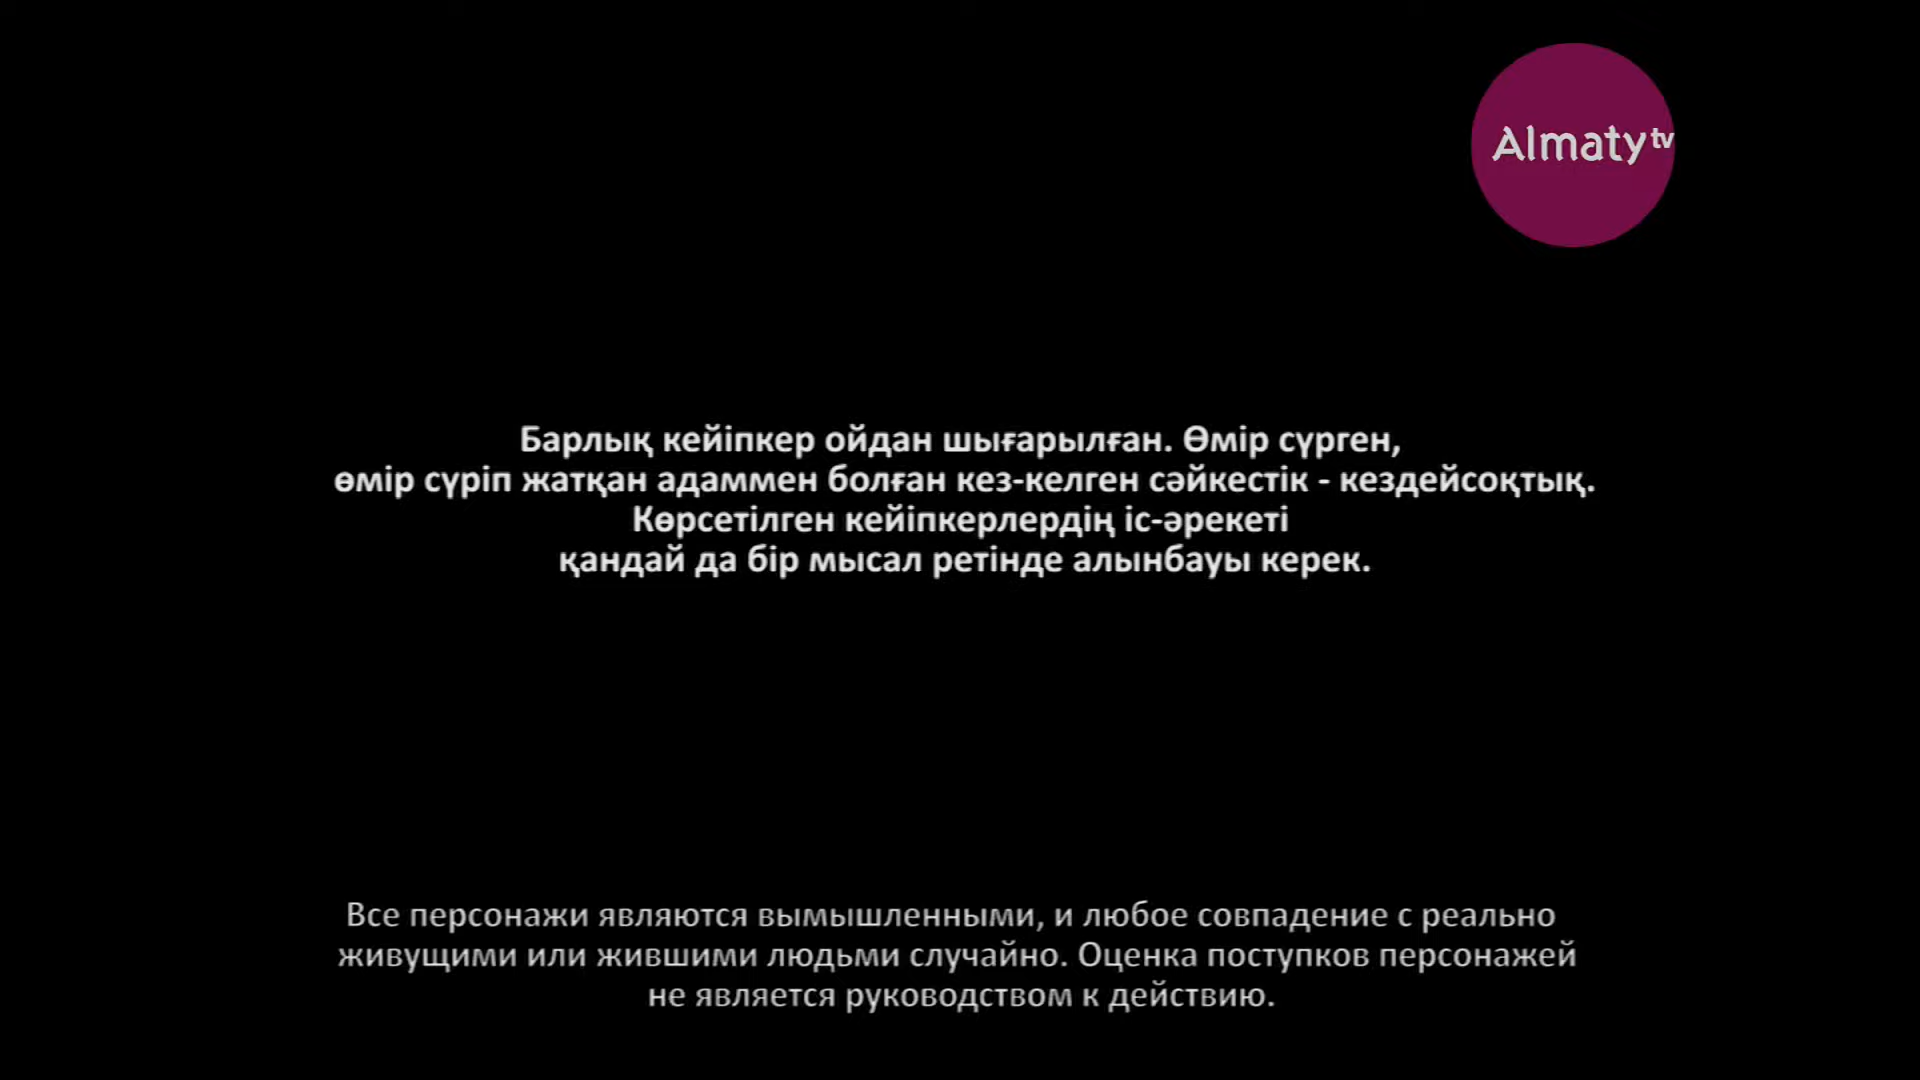 Almaty tv
Барлық кейіпкер ойдан шығарылған. Өмір сүрген,
өмір сүріп жатқан адаммен болған кез-келген сәйкестік - кездейсоқтық.
Көрсетілген кейіпкерлердің іс-әрекеті
қандай да бір мысал ретінде алынбауы керек.
Все персонажи являются вымышленными, и любое совпадение с реально
живущими или жившими людьми случайно. Оценка поступков персонажей
не является руководством к действию.